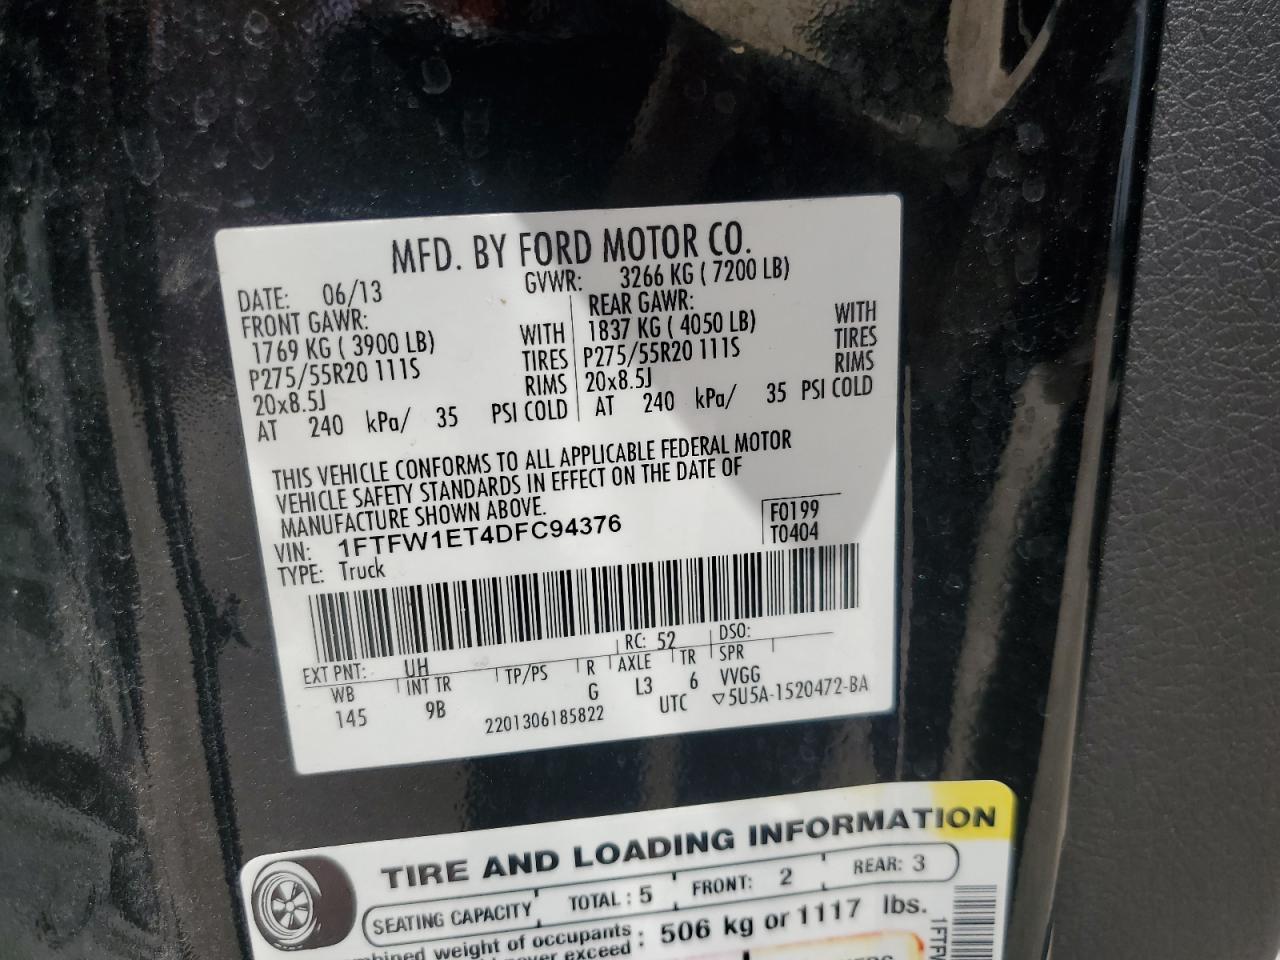 MFD. BY FORD MOTOR CO.
DATE: 06/13 GVWR: 3266 KG ( 7200 LB)
FRONT GAWR: REAR GAWR:
1769 KG ( 3900 LB) WITH 1837 KG ( 4050 LB) WITH
P275/55R20 111S TIRES P275/55R20 111S TIRES
20x8.5J RIMS 20x8.5J RIMS
AT 240 kPa/ 35 PSI COLD AT 240 kPa/ 35 PSI COLD
THIS VEHICLE CONFORMS TO ALL APPLICABLE FEDERAL MOTOR
VEHICLE SAFETY STANDARDS IN EFFECT ON THE DATE OF
MANUFACTURE SHOWN ABOVE.
VIN: 1FTFW1ET4DFC94376 F0199
TYPE: Truck T0404
EXT PNT: UH RC: 52 DSO:
WB INT TR TP/PS R AXLE TR SPR
145 9B G L3 6 VVGG
2201306185822 UTC ▽5U5A-1520472-BA
TIRE AND LOADING INFORMATION
SEATING CAPACITY TOTAL : 5 FRONT: 2 REAR: 3
weight of occupants
exceed : 506 kg or 1117 lbs.
1FTFW